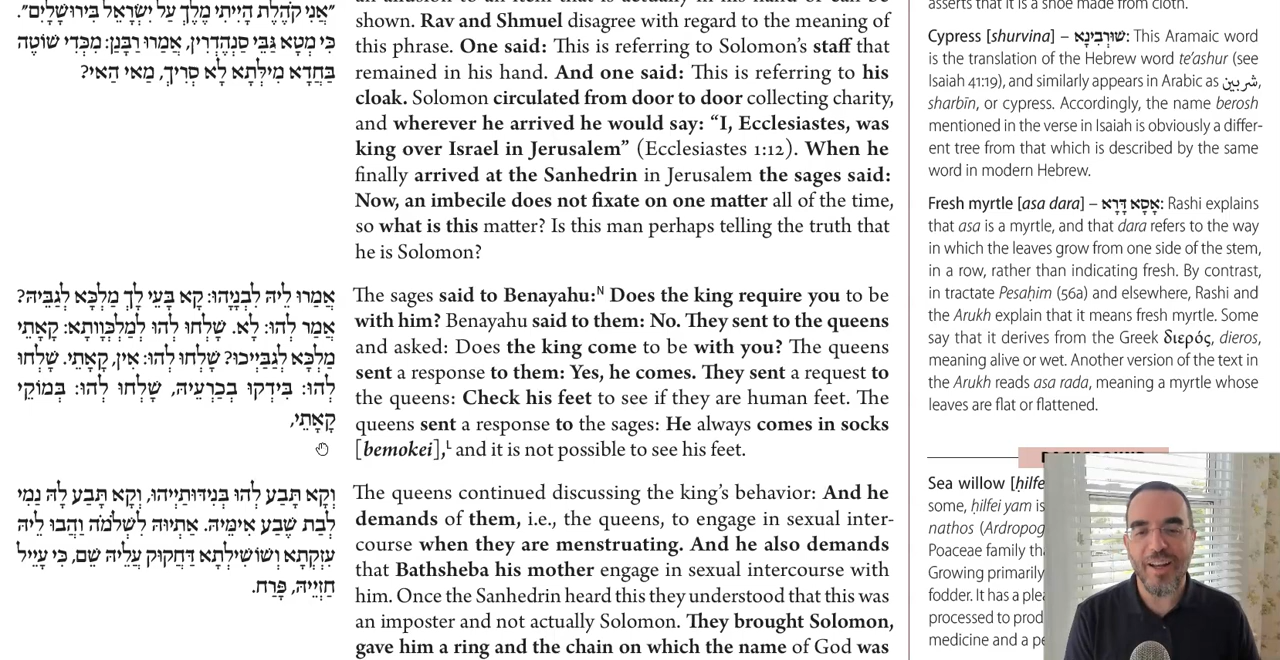 ״אֲנִי קֹהֶלֶת הָיִיתִי מֶלֶךְ עַל יִשְׂרָאֵל בִּירוּשָׁלָיִם״.
כִּי מְטָא גַּבֵּי סַנְהֶדְרִין, אֲמַרוּ רַבָּנַן: מִכְּדִי שׁוֹטֶה
בַּחֲדָא מִילְּתָא לָא סְרִיךְ, מַאי הַאי?
אֲמַרוּ לֵיהּ לִבְנָיָהוּ: קָא בָּעֵי לָךְ מַלְכָּא לְגַבֵּיהּ?
אֲמַר לְהוּ: לָא. שְׁלַחוּ לְהוּ לְמַלְכְּווֹתָא: קָאָתֵי
מַלְכָּא לְגַבַּיְיכוּ? שְׁלַחוּ לְהוּ: אִין, קָאָתֵי. שְׁלַחוּ
לְהוּ: בִּידְקוּ בְּכַרְעֵיהּ, שְׁלַחוּ לְהוּ: בְּמוֹקֵי
קָאָתֵי,
וְקָא תָּבַע לְהוּ בְּנִידּוּתַיְיהוּ, וְקָא תָּבַע לַהּ נָמֵי
לְבַת שֶׁבַע אִימֵּיהּ. אַתְיוּהּ לִשְׁלֹמֹה וְהַבוּ לֵיהּ
עִזְקְתָא וְשׁוֹשִׁילְּתָא דַּחֲקוּק עֲלֵיהּ שֵׁם, כִּי עָיֵיל
חַזְיֵיהּ, פְּרַח.
shown. Rav and Shmuel disagree with regard to the meaning of
this phrase. One said: This is referring to Solomon’s staff that
remained in his hand. And one said: This is referring to his
cloak. Solomon circulated from door to door collecting charity,
and wherever he arrived he would say: “I, Ecclesiastes, was
king over Israel in Jerusalem” (Ecclesiastes 1:12). When he
finally arrived at the Sanhedrin in Jerusalem the sages said:
Now, an imbecile does not fixate on one matter all of the time,
so what is this matter? Is this man perhaps telling the truth that
he is Solomon?
The sages said to Benayahu:N Does the king require you to be
with him? Benayahu said to them: No. They sent to the queens
and asked: Does the king come to be with you? The queens
sent a response to them: Yes, he comes. They sent a request to
the queens: Check his feet to see if they are human feet. The
queens sent a response to the sages: He always comes in socks
[bemokei],L and it is not possible to see his feet.
The queens continued discussing the king’s behavior: And he
demands of them, i.e., the queens, to engage in sexual inter-
course when they are menstruating. And he also demands
that Bathsheba his mother engage in sexual intercourse with
him. Once the Sanhedrin heard this they understood that this was
an imposter and not actually Solomon. They brought Solomon,
gave him a ring and the chain on which the name of God was
asserts that it is a shoe made from cloth.
Cypress [shurvina] – שׁוּרְבִינָא: This Aramaic word
is the translation of the Hebrew word te’ashur (see
Isaiah 41:19), and similarly appears in Arabic as شربين,
sharbīn, or cypress. Accordingly, the name berosh
mentioned in the verse in Isaiah is obviously a differ-
ent tree from that which is described by the same
word in modern Hebrew.
Fresh myrtle [asa dara] – אָסָא דָּרָא: Rashi explains
that asa is a myrtle, and that dara refers to the way
in which the leaves grow from one side of the stem,
in a row, rather than indicating fresh. By contrast,
in tractate Pesaḥim (56a) and elsewhere, Rashi and
the Arukh explain that it means fresh myrtle. Some
say that it derives from the Greek διερός, dieros,
meaning alive or wet. Another version of the text in
the Arukh reads asa rada, meaning a myrtle whose
leaves are flat or flattened.
Sea willow [ḥilfe
some, ḥilfei yam is
nathos (Ardropog
Poaceae family th
Growing primarily
fodder. It has a ple
processed to prod
medicine and a pe